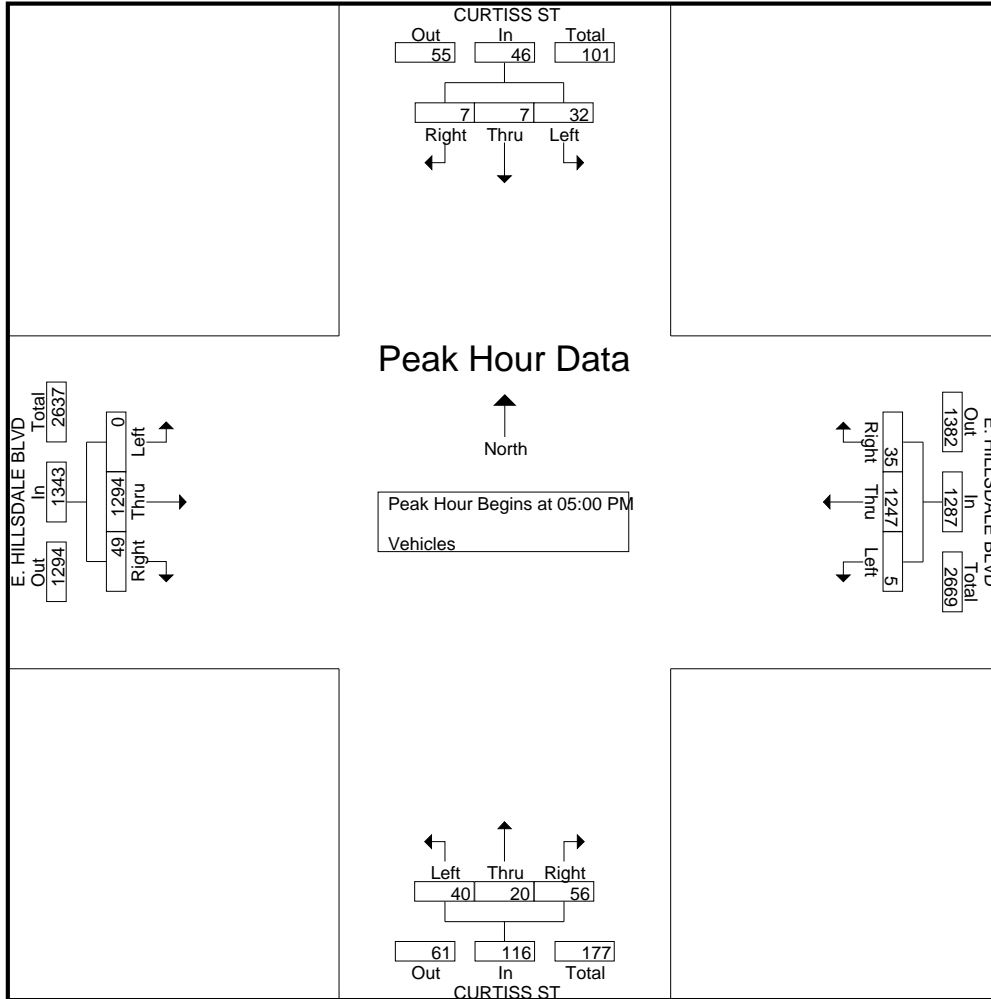 CURTISS ST
Out In Total
55 46 101
7 7 32
Right Thru Left
Peak Hour Data
North
Peak Hour Begins at 05:00 PM
Vehicles
E. HILLSDALE BLVD
Out In Total
1294 1343 2637
49 1294 0
Right Thru Left
E. HILLSDALE BLVD
Out In Total
1382 1287 2669
35 1247 5
Right Thru Left
Left Thru Right
40 20 56
61 116 177
Out In Total
CURTISS ST